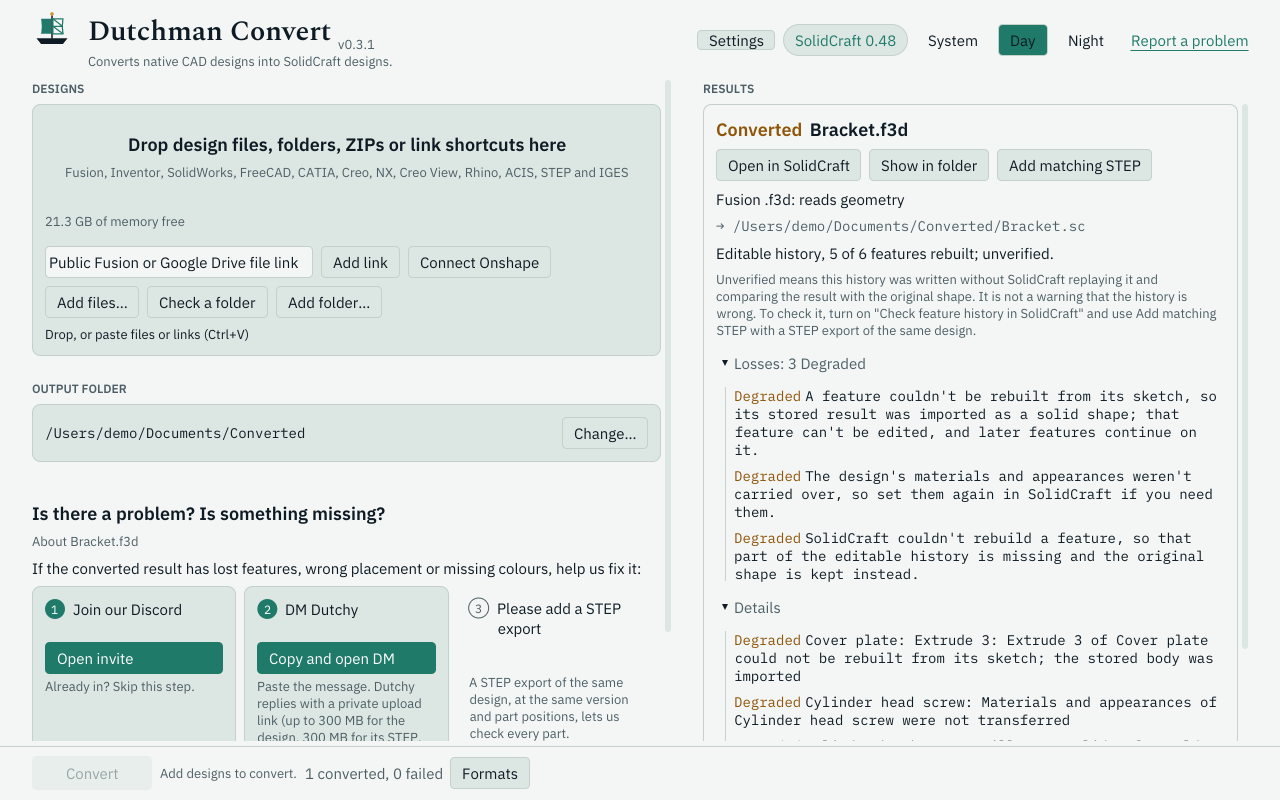 Dutchman Convert v0.3.1
Converts native CAD designs into SolidCraft designs.
Settings
SolidCraft 0.48
System
Day
Night
Report a problem
DESIGNS
Drop design files, folders, ZIPs or link shortcuts here
Fusion, Inventor, SolidWorks, FreeCAD, CATIA, Creo, NX, Creo View, Rhino, ACIS, STEP and IGES
21.3 GB of memory free
Public Fusion or Google Drive file link
Add link
Connect Onshape
Add files...
Check a folder
Add folder...
Drop, or paste files or links (Ctrl+V)
OUTPUT FOLDER
/Users/demo/Documents/Converted
Change...
Is there a problem? Is something missing?
About Bracket.f3d
If the converted result has lost features, wrong placement or missing colours, help us fix it:
1 Join our Discord
Open invite
Already in? Skip this step.
2 DM Dutchy
Copy and open DM
Paste the message. Dutchy
replies with a private upload
link (up to 300 MB for the
design, 300 MB for its STEP.
3 Please add a STEP
export
A STEP export of the same
design, at the same version
and part positions, lets us
check every part.
RESULTS
Converted Bracket.f3d
Open in SolidCraft
Show in folder
Add matching STEP
Fusion .f3d: reads geometry
→ /Users/demo/Documents/Converted/Bracket.sc
Editable history, 5 of 6 features rebuilt; unverified.
Unverified means this history was written without SolidCraft replaying it and
comparing the result with the original shape. It is not a warning that the history is
wrong. To check it, turn on "Check feature history in SolidCraft" and use Add matching
STEP with a STEP export of the same design.
▼ Losses: 3 Degraded
Degraded A feature couldn't be rebuilt from its sketch, so
its stored result was imported as a solid shape; that
feature can't be edited, and later features continue on
it.
Degraded The design's materials and appearances weren't
carried over, so set them again in SolidCraft if you need
them.
Degraded SolidCraft couldn't rebuild a feature, so that
part of the editable history is missing and the original
shape is kept instead.
▼ Details
Degraded Cover plate: Extrude 3: Extrude 3 of Cover plate
could not be rebuilt from its sketch; the stored body was
imported
Degraded Cylinder head screw: Materials and appearances of
Cylinder head screw were not transferred
Convert
Add designs to convert.
1 converted, 0 failed
Formats